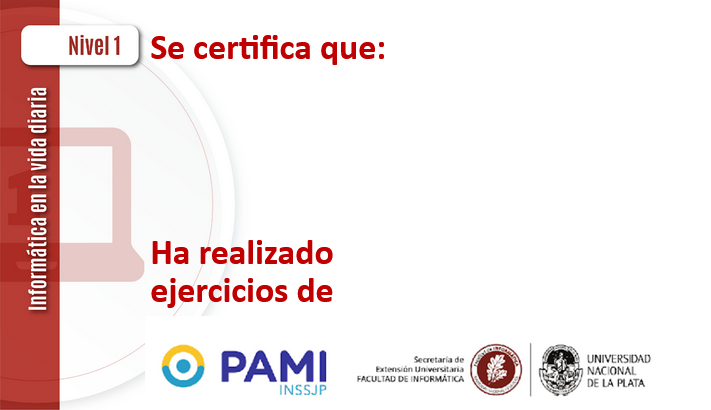 Nivel 1
Se certifica que:
Informática en la vida diaria
Ha realizado
ejercicios de
PAMI
INSSJP
Secretaría de
Extensión Universitaria
FACULTAD DE INFORMÁTICA
UNIVERSIDAD
NACIONAL
DE LA PLATA